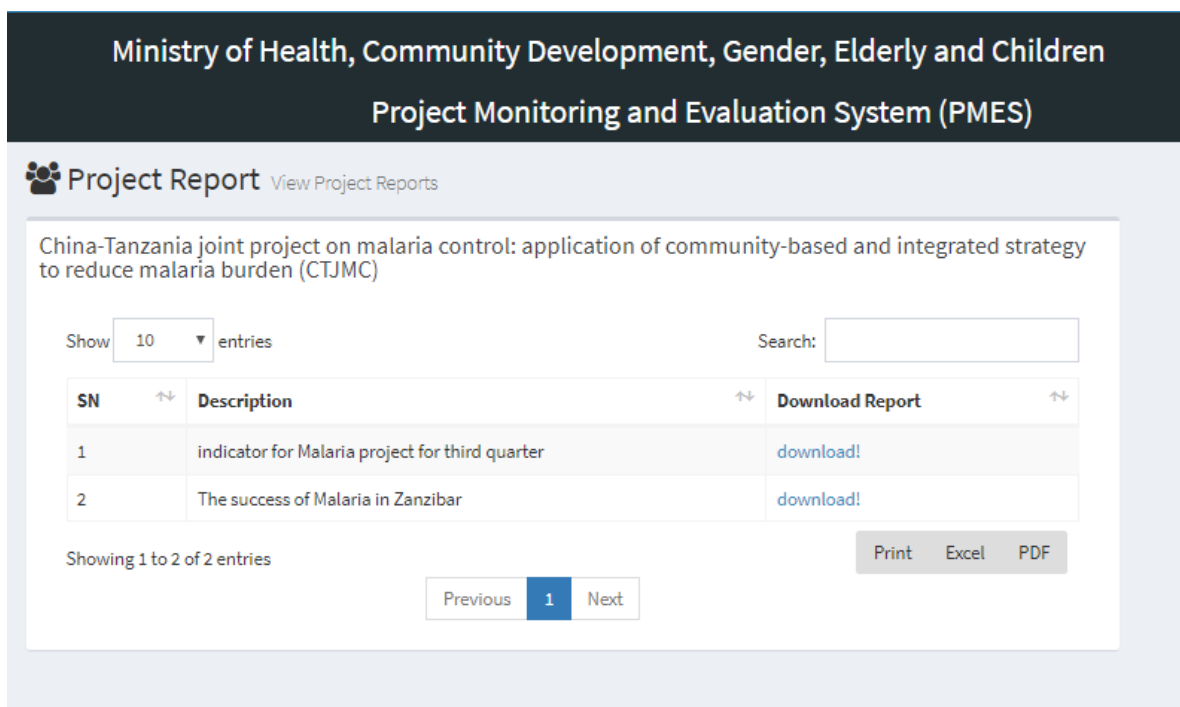 Ministry of Health, Community Development, Gender, Elderly and Children
Project Monitoring and Evaluation System (PMES)
Project Report View Project Reports
China-Tanzania joint project on malaria control: application of community-based and integrated strategy
to reduce malaria burden (CTJMC)
Show 10 entries Search:
SN Description Download Report
1 indicator for Malaria project for third quarter download!
2 The success of Malaria in Zanzibar download!
Showing 1 to 2 of 2 entries Print Excel PDF
Previous 1 Next